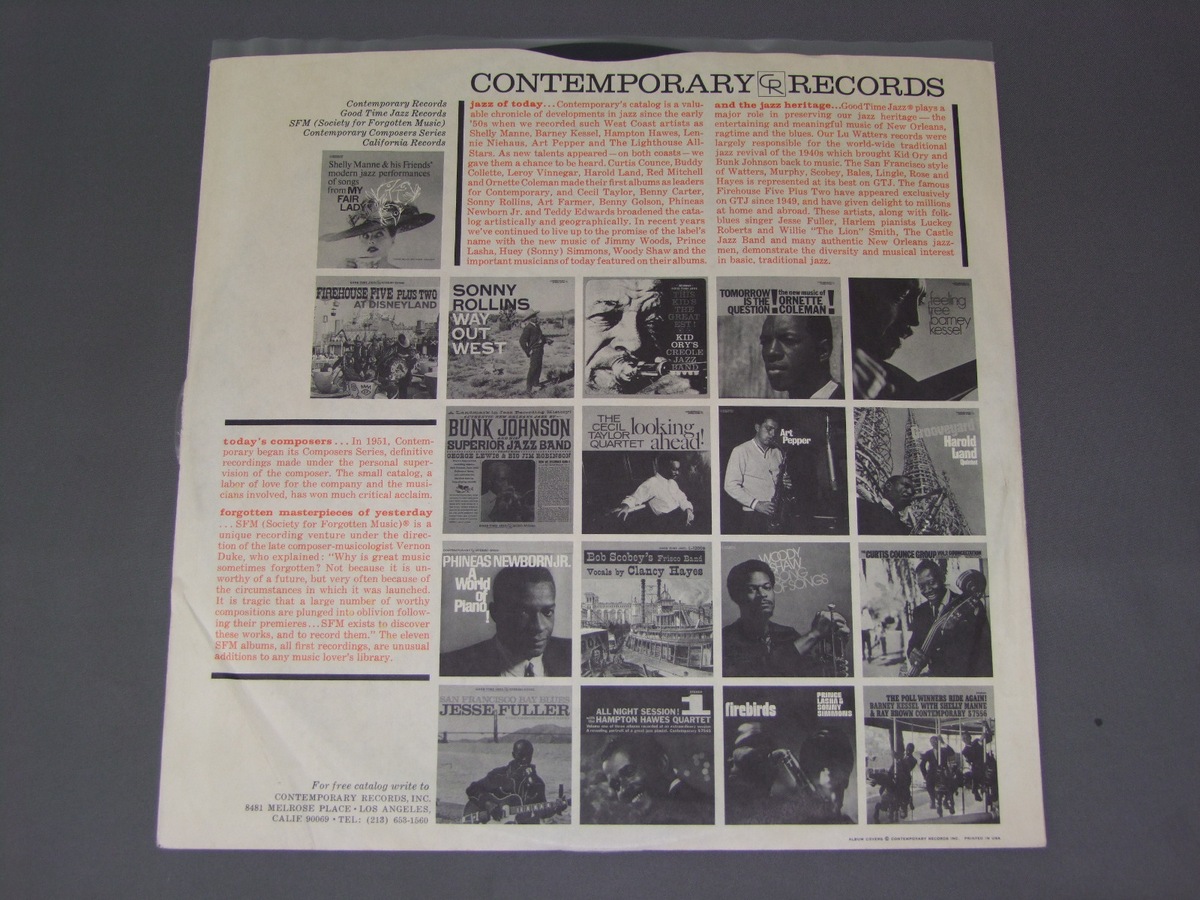 CONTEMPORARY CR RECORDS
Contemporary Records
Good Time Jazz Records
SFM (Society for Forgotten Music)
Contemporary Composers Series
California Records
jazz of today... Contemporary's catalog is a valu-
able chronicle of developments in jazz since the early
'50s when we recorded such West Coast artists as
Shelly Manne, Barney Kessel, Hampton Hawes, Len-
nie Niehaus, Art Pepper and The Lighthouse All-
Stars. As new talents appeared—on both coasts—we
gave them a chance to be heard. Curtis Counce, Buddy
Collette, Leroy Vinnegar, Harold Land, Red Mitchell
and Ornette Coleman made their first albums as leaders
for Contemporary, and Cecil Taylor, Benny Carter,
Sonny Rollins, Art Farmer, Benny Golson, Phineas
Newborn Jr. and Teddy Edwards broadened the cata-
log artistically and geographically. In recent years
we've continued to live up to the promise of the label's
name with the new music of Jimmy Woods, Prince
Lasha, Huey (Sonny) Simmons, Woody Shaw and the
important musicians of today featured on their albums.
and the jazz heritage...Good Time Jazz® plays a
major role in preserving our jazz heritage—the
entertaining and meaningful music of New Orleans,
ragtime and the blues. Our Lu Watters records were
largely responsible for the world-wide traditional
jazz revival of the 1940s which brought Kid Ory and
Bunk Johnson back to music. The San Francisco style
of Watters, Murphy, Scobey, Bales, Lingle, Rose and
Hayes is represented at its best on GTJ. The famous
Firehouse Five Plus Two have appeared exclusively
on GTJ since 1949, and have given delight to millions
at home and abroad. These artists, along with folk-
blues singer Jesse Fuller, Harlem pianists Luckey
Roberts and Willie "The Lion" Smith, The Castle
Jazz Band and many authentic New Orleans jazz-
men, demonstrate the diversity and musical interest
in basic, traditional jazz.
Shelly Manne & his Friends'
modern jazz performances
of songs
from MY
FAIR
LADY
FIREHOUSE FIVE PLUS TWO
AT DISNEYLAND
SONNY
ROLLINS
WAY
OUT
WEST
THIS
KID'S
THE
GREAT
EST!
KID
ORY'S
CREOLE
JAZZ
BAND
TOMORROW
IS THE
QUESTION!
the new music of
ORNETTE
COLEMAN!
feeling
free
barney
kessel
BUNK JOHNSON
SUPERIOR JAZZ BAND
GEORGE LEWIS & BIG JIM ROBINSON
THE
CECIL
TAYLOR
QUARTET
looking
ahead!
Art
Pepper
Grooveyard
Harold
Land
Quintet
today's composers... In 1951, Contem-
porary began its Composers Series, definitive
recordings made under the personal super-
vision of the composer. The small catalog, a
labor of love for the company and the musi-
cians involved, has won much critical acclaim.
forgotten masterpieces of yesterday
... SFM (Society for Forgotten Music)® is a
unique recording venture under the direc-
tion of the late composer-musicologist Vernon
Duke, who explained: "Why is great music
sometimes forgotten? Not because it is un-
worthy of a future, but very often because of
the circumstances in which it was launched.
It is tragic that a large number of worthy
compositions are plunged into oblivion follow-
ing their premieres...SFM exists to discover
these works, and to record them." The eleven
SFM albums, all first recordings, are unusual
additions to any music lover's library.
PHINEAS NEWBORN JR.
A
World
of
Piano!
Bob Scobey's Frisco Band
Vocals by Clancy Hayes
WOODY
SHAW
SONG
OF SONGS
CURTIS COUNCE GROUP
SAN FRANCISCO BAY BLUES
JESSE FULLER
ALL NIGHT SESSION! 1
HAMPTON HAWES QUARTET
firebirds
PRINCE
LASHA &
SONNY
SIMMONS
THE POLL WINNERS RIDE AGAIN!
BARNEY KESSEL WITH SHELLY MANNE
& RAY BROWN CONTEMPORARY S7556
For free catalog write to
CONTEMPORARY RECORDS, INC.
8481 MELROSE PLACE • LOS ANGELES,
CALIF 90069 • TEL: (213) 653-1560
ALBUM COVERS © CONTEMPORARY RECORDS INC. PRINTED IN USA